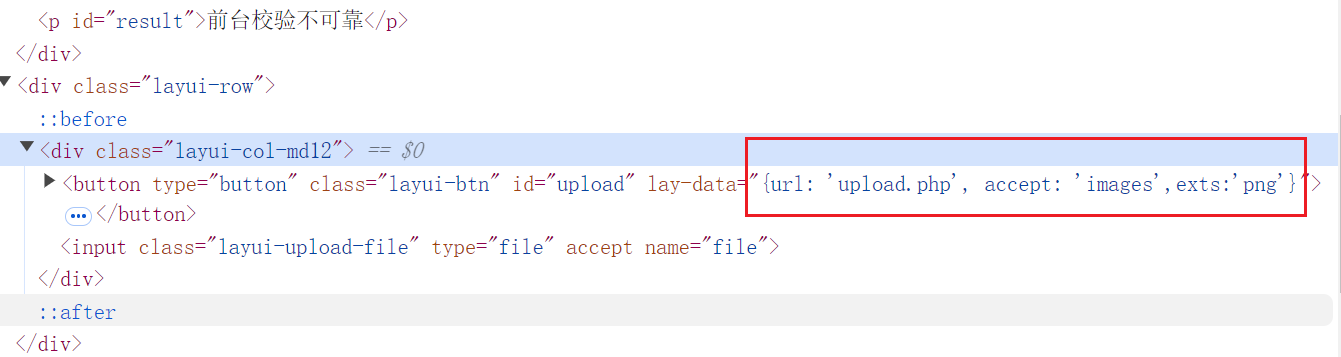 <p id="result">前台校验不可靠</p>
</div>
<div class="layui-row">
::before
<div class="layui-col-md12"> == $0
<button type="button" class="layui-btn" id="upload" lay-data="{url: 'upload.php', accept: 'images',exts:'png'}">
</button>
<input class="layui-upload-file" type="file" accept name="file">
</div>
::after
</div>